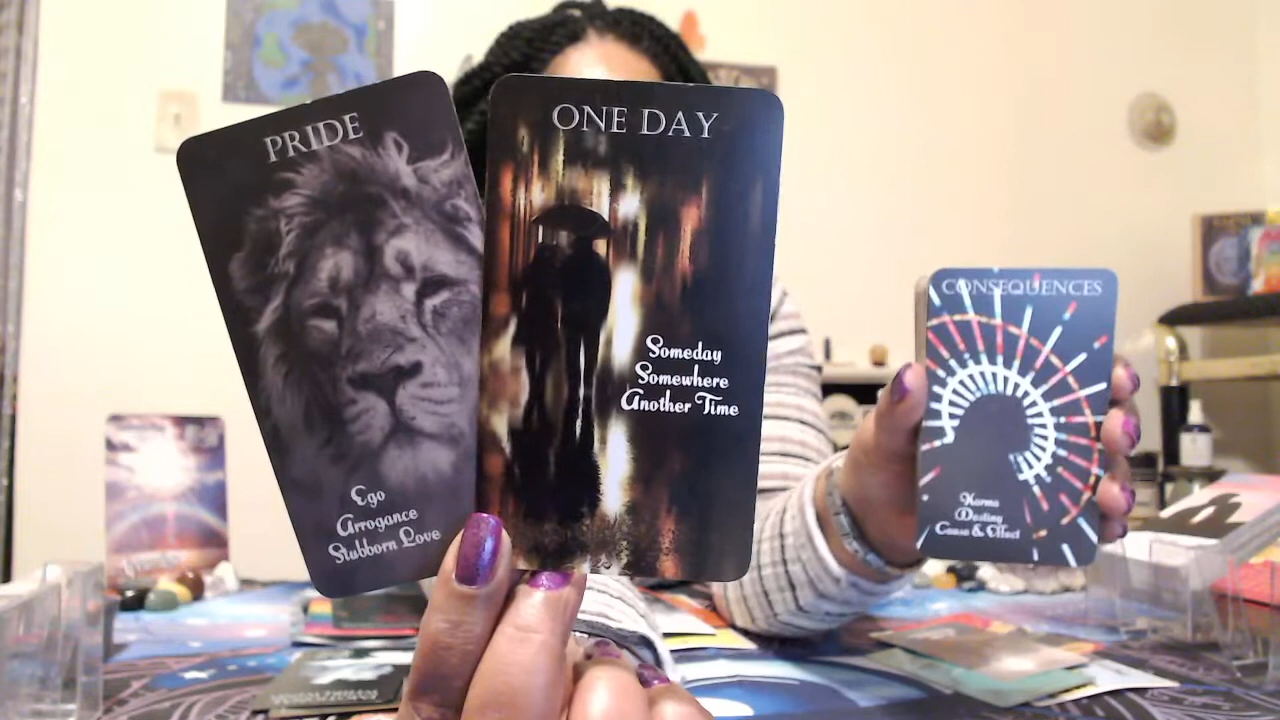 PRIDE
Ego
Arrogance
Stubborn Love
ONE DAY
Someday
Somewhere
Another Time
CONSEQUENCES
Karma
Destiny
Cause & Effect